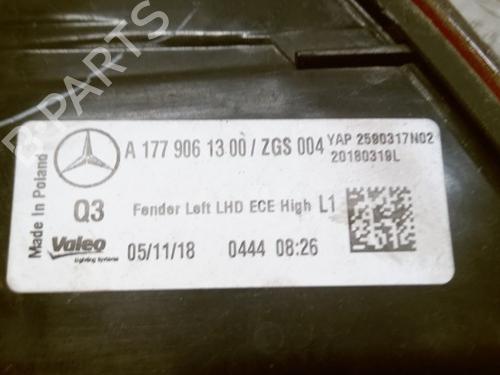 B-PARTS
Made In Poland
A 177 906 13 00 / ZGS 004
YAP 2590317N02
20180319L
Q3
Fender Left LHD ECE High L1
Valeo
Lighting Systems
05/11/18 0444 08:26